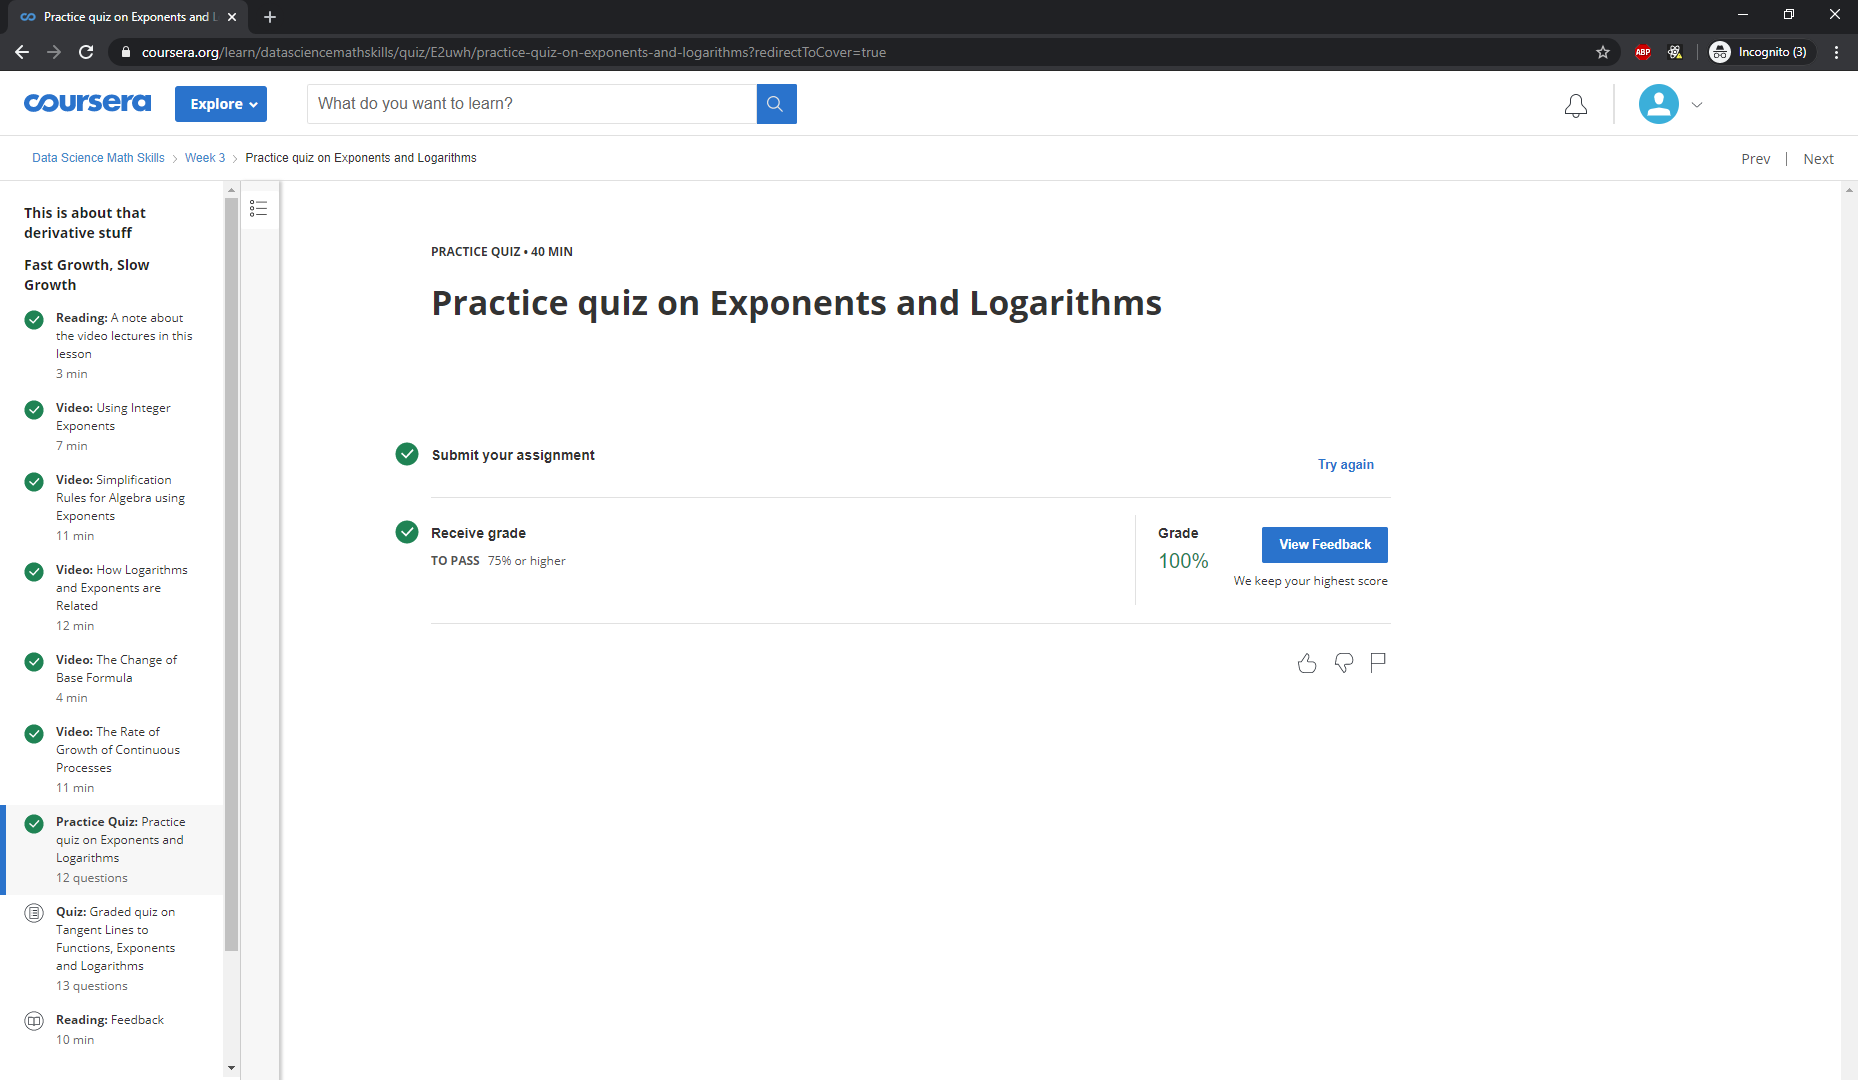 Practice quiz on Exponents and L
coursera.org/learn/datasciencemathskills/quiz/E2uwh/practice-quiz-on-exponents-and-logarithms?redirectToCover=true
ABP
Incognito (3)
coursera
Explore
What do you want to learn?
Data Science Math Skills
Week 3
Practice quiz on Exponents and Logarithms
Prev | Next
This is about that
derivative stuff
Fast Growth, Slow
Growth
Reading: A note about
the video lectures in this
lesson
3 min
Video: Using Integer
Exponents
7 min
Video: Simplification
Rules for Algebra using
Exponents
11 min
Video: How Logarithms
and Exponents are
Related
12 min
Video: The Change of
Base Formula
4 min
Video: The Rate of
Growth of Continuous
Processes
11 min
Practice Quiz: Practice
quiz on Exponents and
Logarithms
12 questions
Quiz: Graded quiz on
Tangent Lines to
Functions, Exponents
and Logarithms
13 questions
Reading: Feedback
10 min
PRACTICE QUIZ • 40 MIN
Practice quiz on Exponents and Logarithms
Submit your assignment
Try again
Receive grade
TO PASS 75% or higher
Grade
100%
View Feedback
We keep your highest score